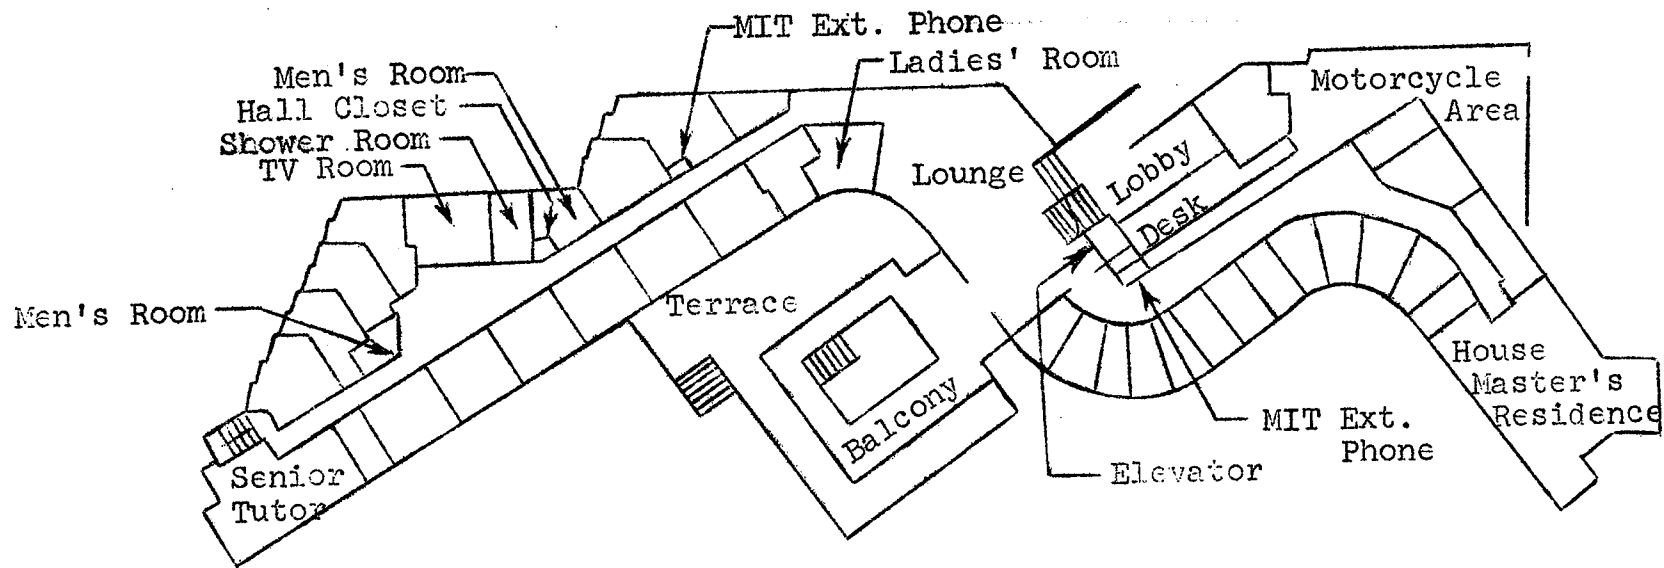 MIT Ext. Phone
Ladies' Room
Men's Room
Hall Closet
Shower Room
TV Room
Motorcycle
Area
Lounge
Lobby
Desk
Men's Room
Terrace
Balcony
House
Master's
Residence
MIT Ext.
Phone
Elevator
Senior
Tutor